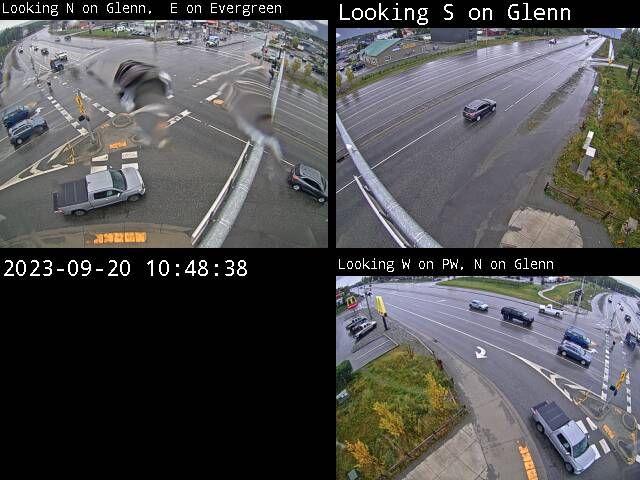 Looking N on Glenn,  E on Evergreen
Looking S on Glenn
2023-09-20 10:48:38
Looking W on PW, N on Glenn